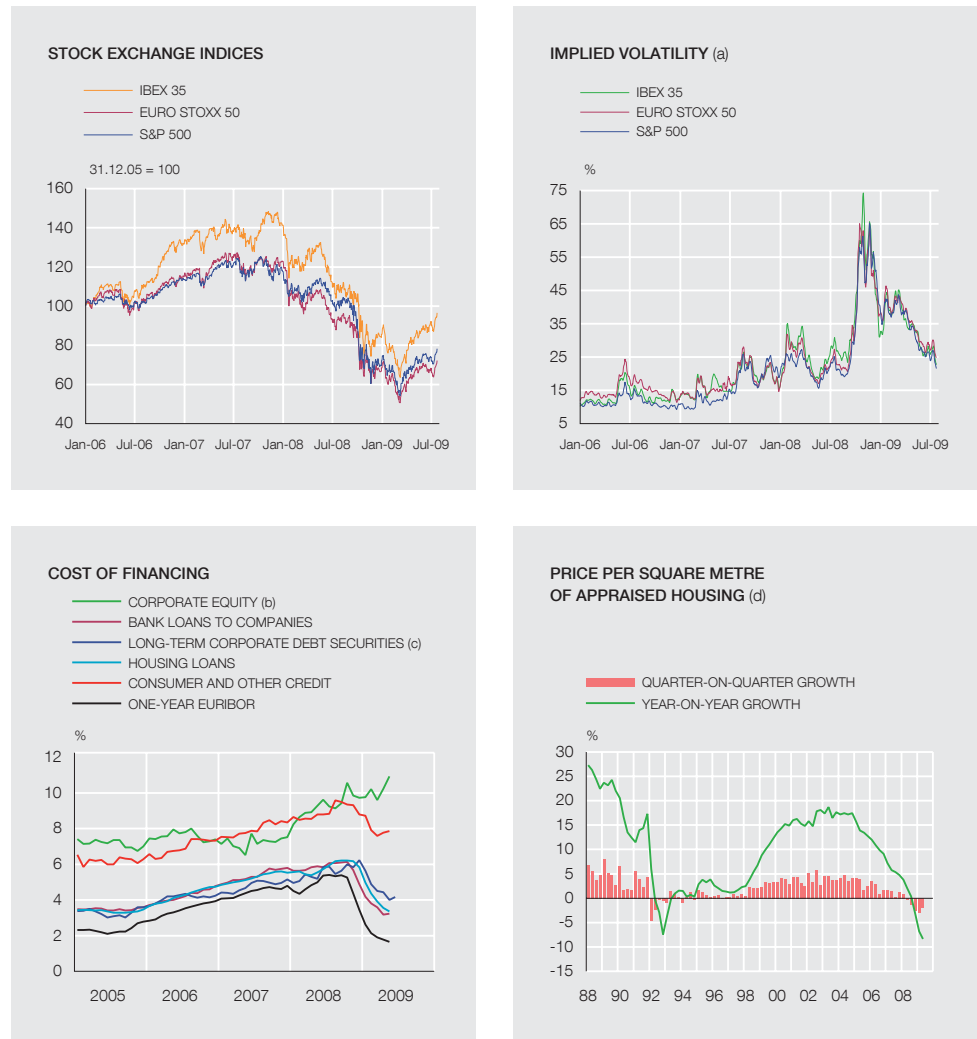 STOCK EXCHANGE INDICES
IBEX 35
EURO STOXX 50
S&P 500
31.12.05 = 100
160
140
120
100
80
60
40
Jan-06 Jul-06 Jan-07 Jul-07 Jan-08 Jul-08 Jan-09 Jul-09
IMPLIED VOLATILITY (a)
IBEX 35
EURO STOXX 50
S&P 500
%
75
65
55
45
35
25
15
5
Jan-06 Jul-06 Jan-07 Jul-07 Jan-08 Jul-08 Jan-09 Jul-09
COST OF FINANCING
CORPORATE EQUITY (b)
BANK LOANS TO COMPANIES
LONG-TERM CORPORATE DEBT SECURITIES (c)
HOUSING LOANS
CONSUMER AND OTHER CREDIT
ONE-YEAR EURIBOR
%
12
10
8
6
4
2
0
2005 2006 2007 2008 2009
PRICE PER SQUARE METRE
OF APPRAISED HOUSING (d)
QUARTER-ON-QUARTER GROWTH
YEAR-ON-YEAR GROWTH
%
30
25
20
15
10
5
0
-5
-10
-15
88 90 92 94 96 98 00 02 04 06 08